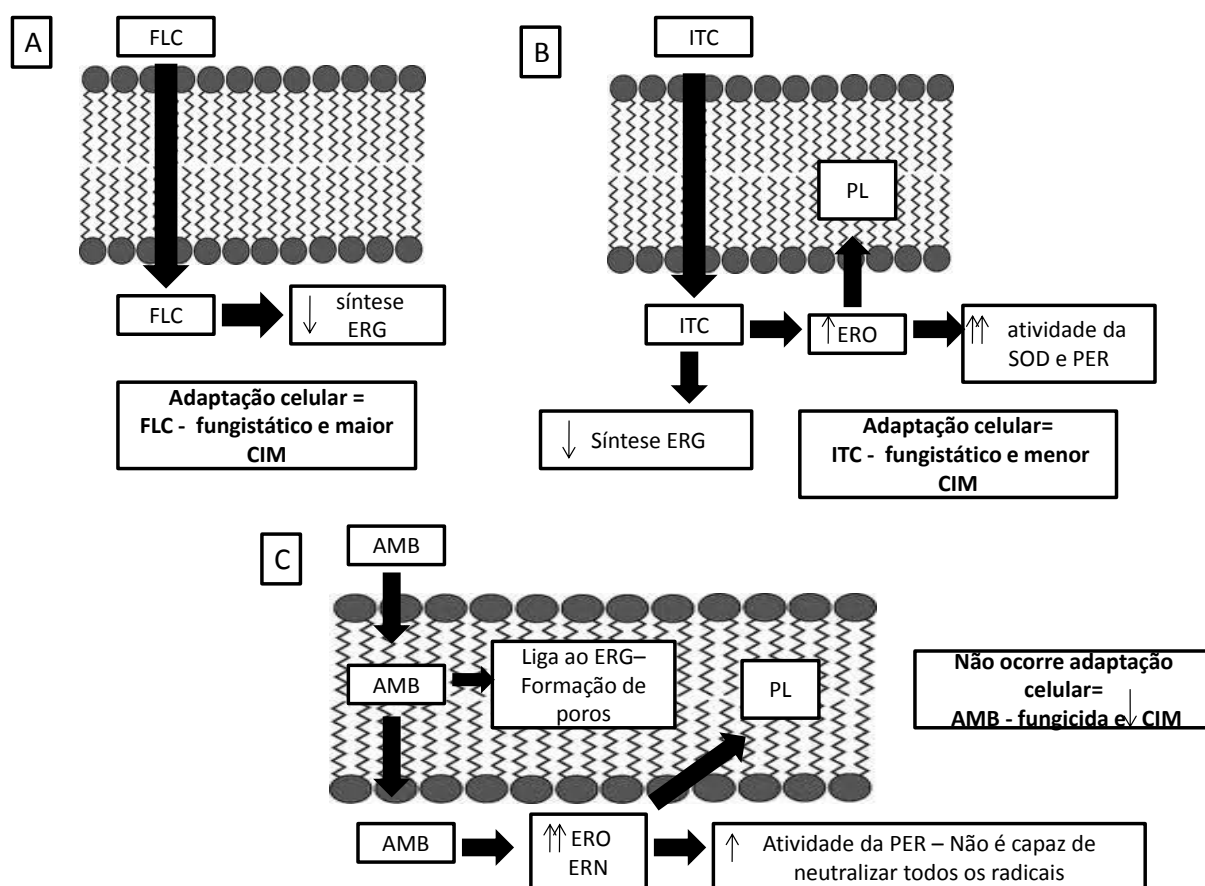 A
FLC
FLC
↓ síntese
ERG
Adaptação celular =
FLC - fungistático e maior
CIM
B
ITC
PL
ITC
↑ERO
↑↑ atividade da
SOD e PER
↓ Síntese ERG
Adaptação celular=
ITC - fungistático e menor
CIM
C
AMB
AMB
Liga ao ERG–
Formação de
poros
PL
Não ocorre adaptação
celular=
AMB - fungicida e↓ CIM
AMB
↑↑ ERO
ERN
↑ Atividade da PER – Não é capaz de
neutralizar todos os radicais